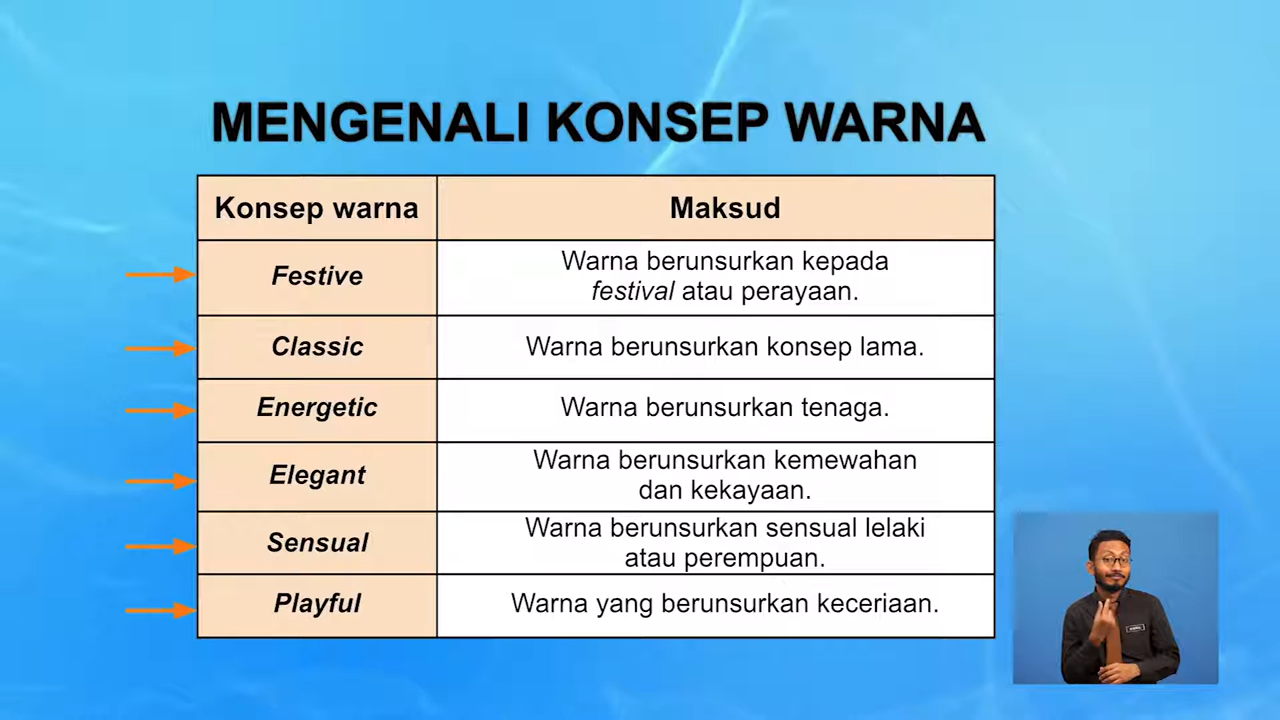 MENGENALI KONSEP WARNA
Konsep warna
Maksud
Festive
Warna berunsurkan kepada
festival atau perayaan.
Classic
Warna berunsurkan konsep lama.
Energetic
Warna berunsurkan tenaga.
Elegant
Warna berunsurkan kemewahan
dan kekayaan.
Sensual
Warna berunsurkan sensual lelaki
atau perempuan.
Playful
Warna yang berunsurkan keceriaan.